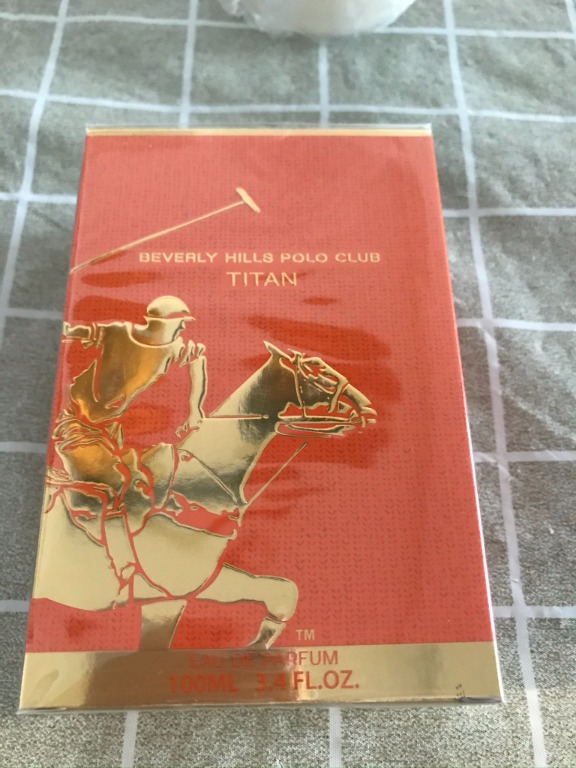 BEVERLY HILLS POLO CLUB
TITAN
TM
EAU DE PARFUM
100ML 3.4 FL.OZ.